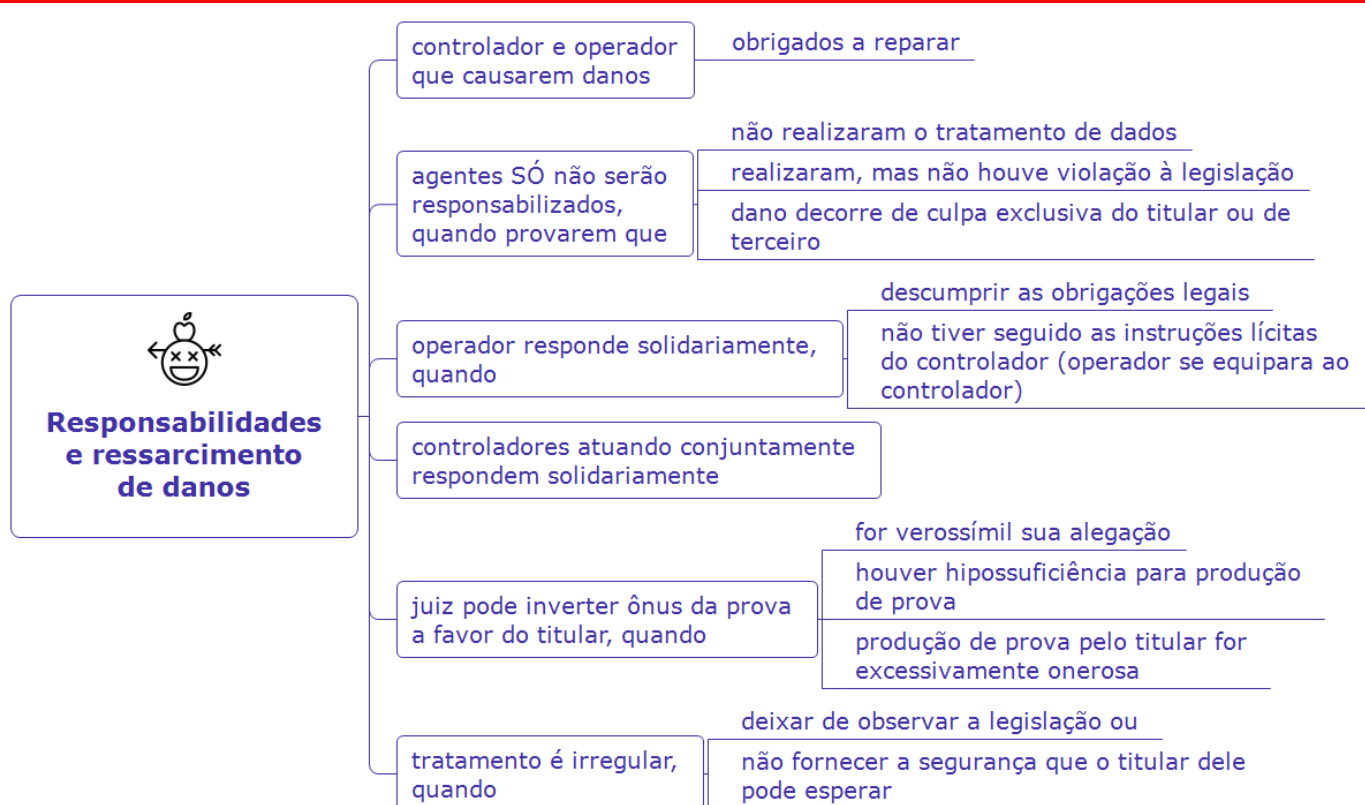 Responsabilidades
e ressarcimento
de danos
controlador e operador
que causarem danos
obrigados a reparar
agentes SÓ não serão
responsabilizados,
quando provarem que
não realizaram o tratamento de dados
realizaram, mas não houve violação à legislação
dano decorre de culpa exclusiva do titular ou de
terceiro
operador responde solidariamente,
quando
descumprir as obrigações legais
não tiver seguido as instruções lícitas
do controlador (operador se equipara ao
controlador)
controladores atuando conjuntamente
respondem solidariamente
juiz pode inverter ônus da prova
a favor do titular, quando
for verossímil sua alegação
houver hipossuficiência para produção
de prova
produção de prova pelo titular for
excessivamente onerosa
tratamento é irregular,
quando
deixar de observar a legislação ou
não fornecer a segurança que o titular dele
pode esperar